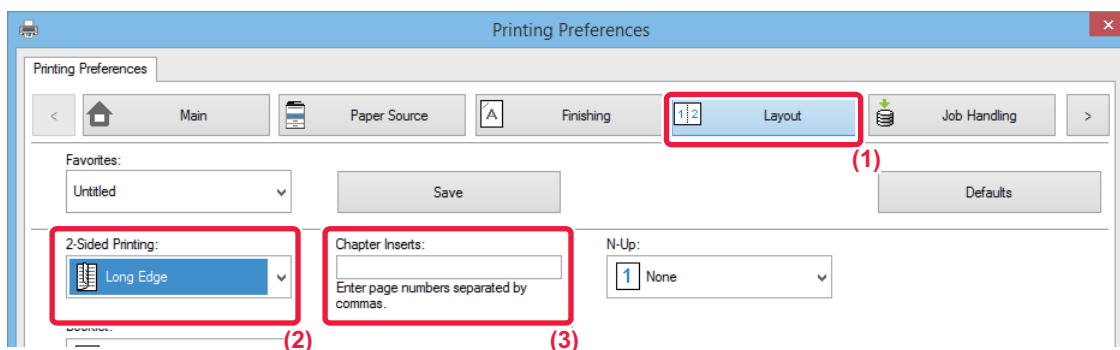 Printing Preferences
Printing Preferences
< Main Paper Source A Finishing 1 2 Layout Job Handling >
(1)
Favorites:
Untitled Save Defaults
2-Sided Printing: Chapter Inserts: N-Up:
Long Edge 1 None
Enter page numbers separated by
commas.
Booklet:
(2) (3)